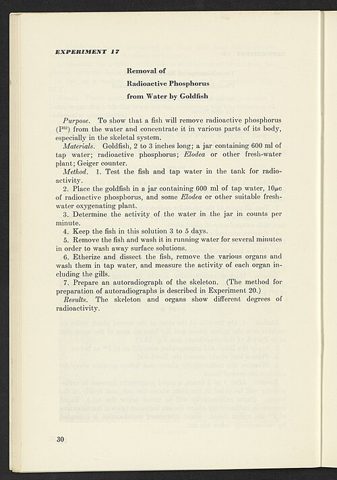 EXPERIMENT 17
Removal of
Radioactive Phosphorus
from Water by Goldfish
Purpose. To show that a fish will remove radioactive phosphorus
(P³²) from the water and concentrate it in various parts of its body,
especially in the skeletal system.
Materials. Goldfish, 2 to 3 inches long; a jar containing 600 ml of
tap water; radioactive phosphorus; Elodea or other fresh-water
plant; Geiger counter.
Method. 1. Test the fish and tap water in the tank for radio-
activity.
2. Place the goldfish in a jar containing 600 ml of tap water, 10μc
of radioactive phosphorus, and some Elodea or other suitable fresh-
water oxygenating plant.
3. Determine the activity of the water in the jar in counts per
minute.
4. Keep the fish in this solution 3 to 5 days.
5. Remove the fish and wash it in running water for several minutes
in order to wash away surface solutions.
6. Etherize and dissect the fish, remove the various organs and
wash them in tap water, and measure the activity of each organ in-
cluding the gills.
7. Prepare an autoradiograph of the skeleton. (The method for
preparation of autoradiographs is described in Experiment 20.)
Results. The skeleton and organs show different degrees of
radioactivity.
30